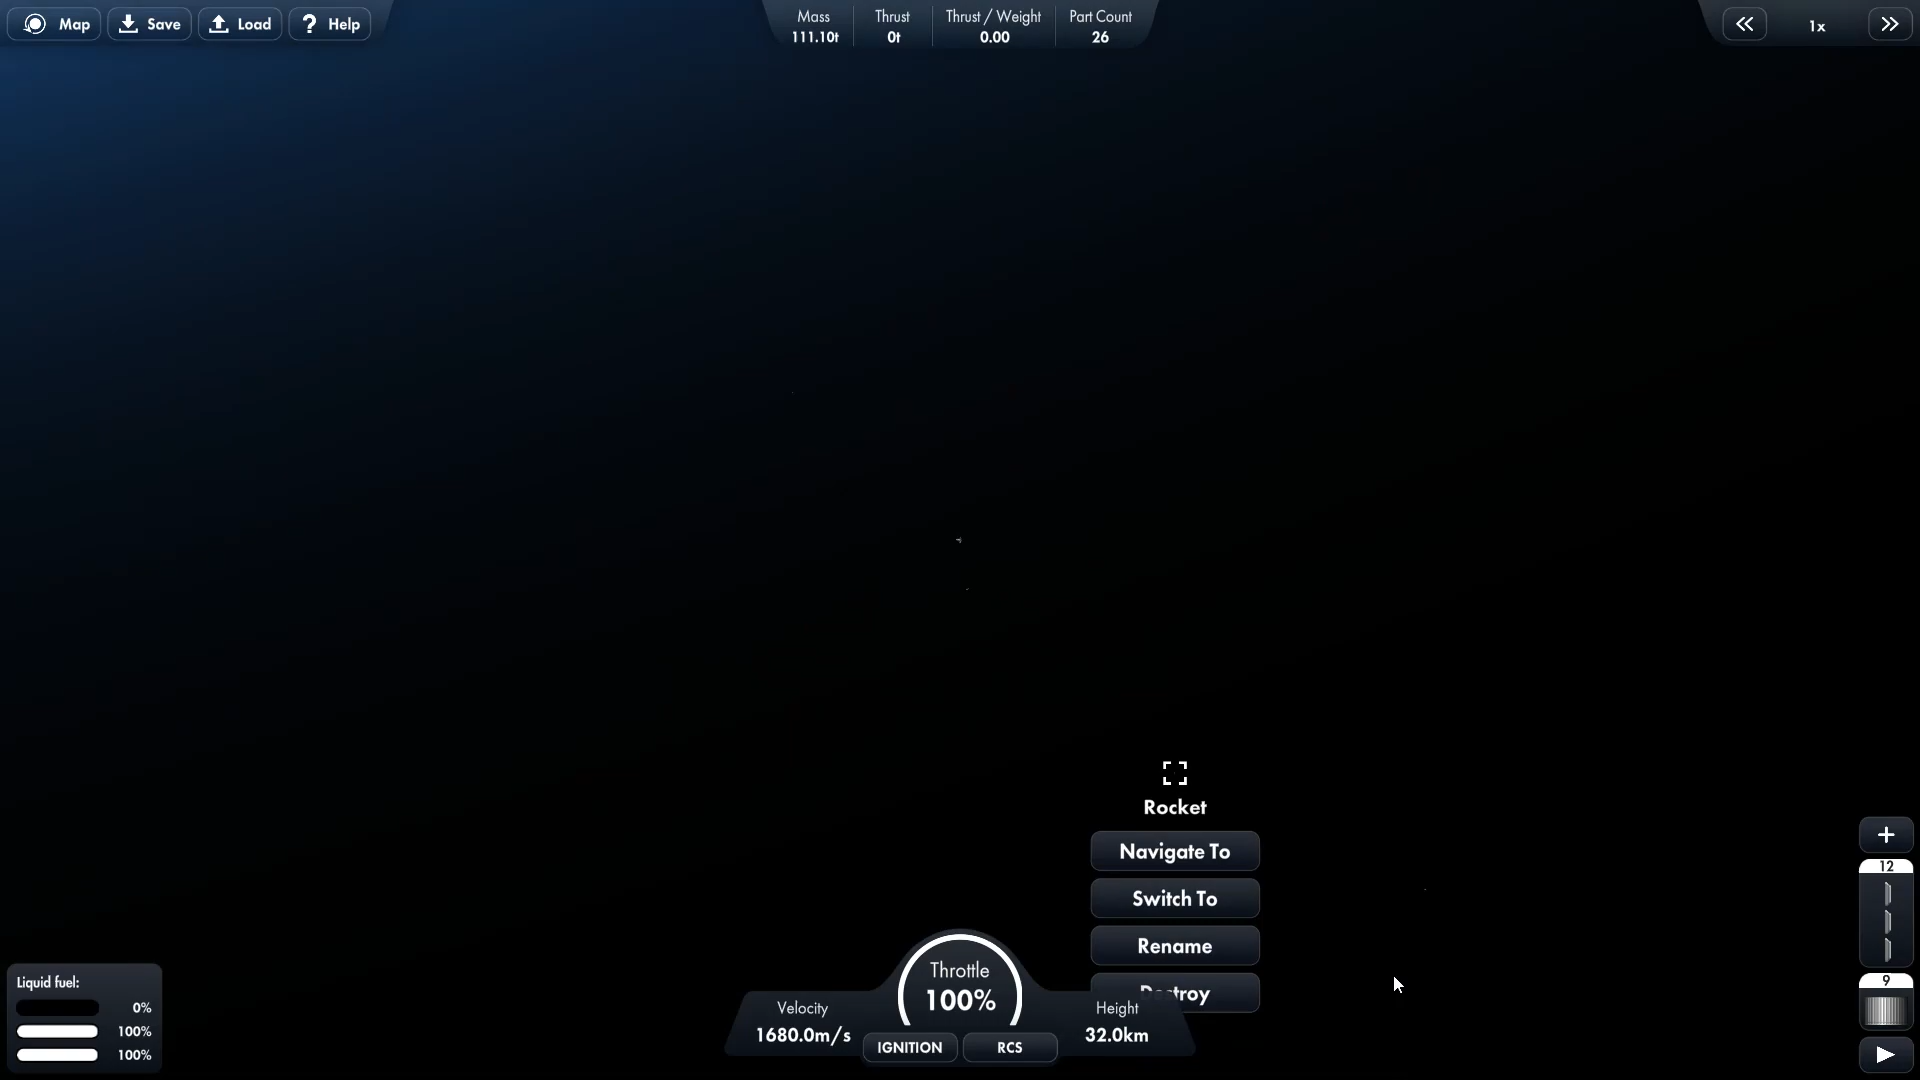 Map
Save
Load
Help
Mass
111.10t
Thrust
0t
Thrust / Weight
0.00
Part Count
26
1x
Rocket
Navigate To
Switch To
Rename
Destroy
12
9
Liquid fuel:
0%
100%
100%
Throttle
100%
Velocity
1680.0m/s
Height
32.0km
IGNITION
RCS